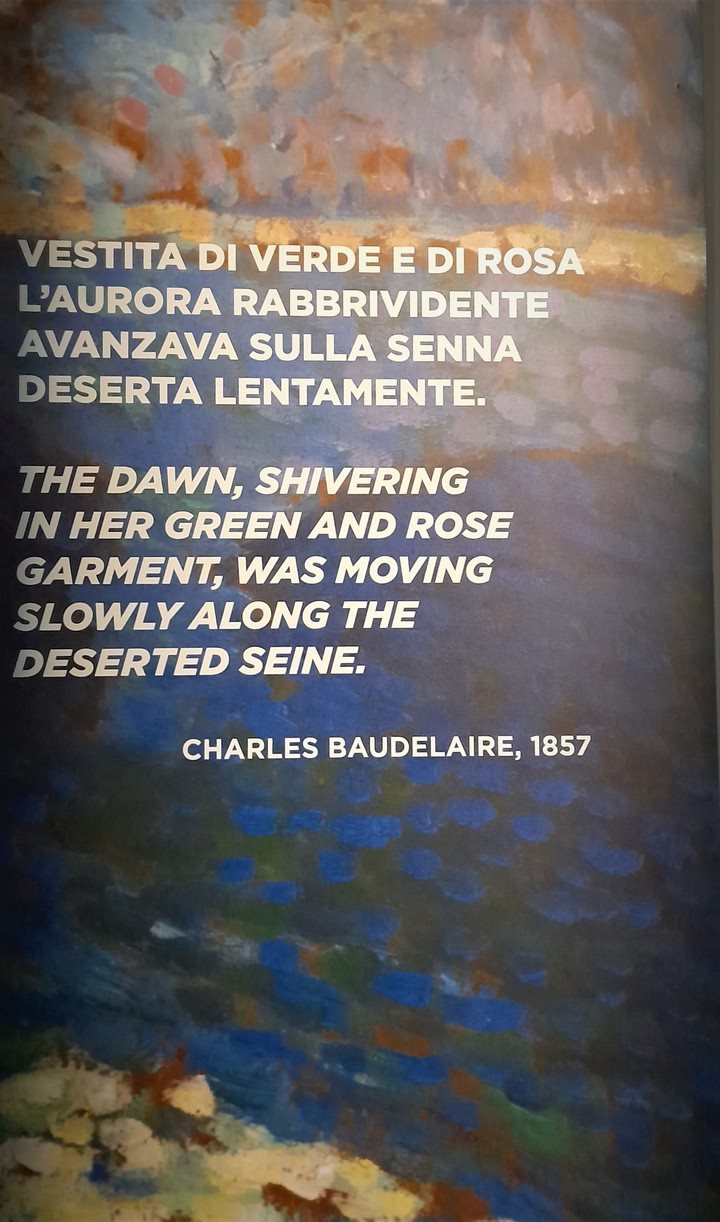 VESTITA DI VERDE E DI ROSA
L'AURORA RABBRIVIDENTE
AVANZAVA SULLA SENNA
DESERTA LENTAMENTE.
THE DAWN, SHIVERING
IN HER GREEN AND ROSE
GARMENT, WAS MOVING
SLOWLY ALONG THE
DESERTED SEINE.
CHARLES BAUDELAIRE, 1857